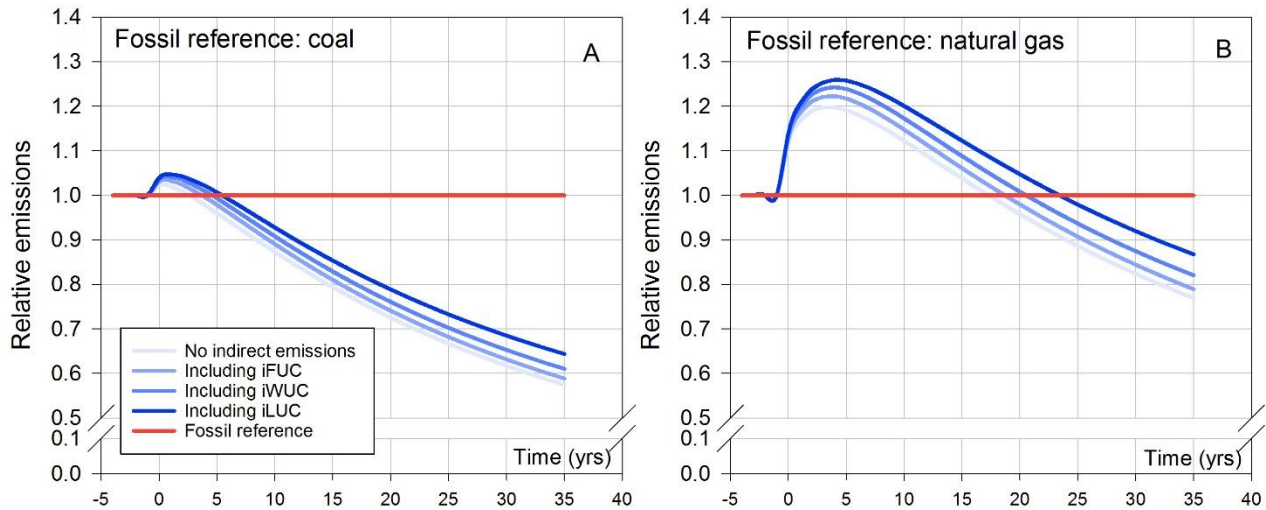 Fossil reference: coal
A
1.4
1.3
1.2
1.1
1.0
0.9
0.8
0.7
0.6
0.5
0.1
0.0
Relative emissions
No indirect emissions
Including iFUC
Including iWUC
Including iLUC
Fossil reference
Time (yrs)
-5 0 5 10 15 20 25 30 35 40
Fossil reference: natural gas
B
1.4
1.3
1.2
1.1
1.0
0.9
0.8
0.7
0.6
0.5
0.1
0.0
Relative emissions
Time (yrs)
-5 0 5 10 15 20 25 30 35 40